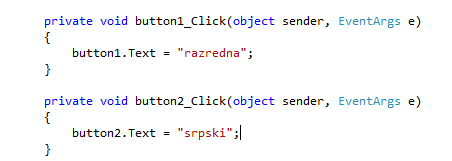 private void button1_Click(object sender, EventArgs e)
{
button1.Text = "razredna";
}
private void button2_Click(object sender, EventArgs e)
{
button2.Text = "srpski";
}